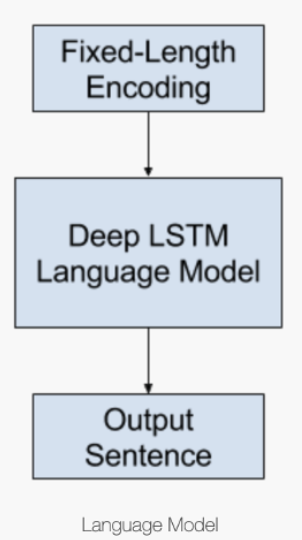 Fixed-Length
Encoding
Deep LSTM
Language Model
Output
Sentence
Language Model